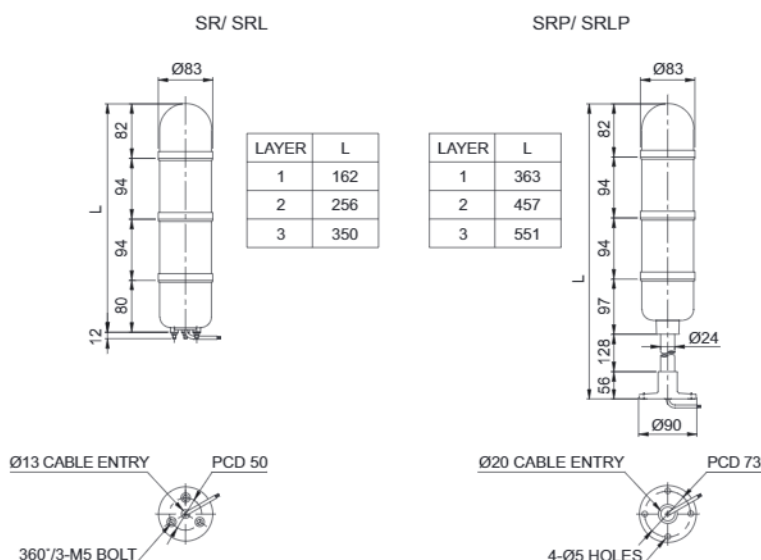 SR/ SRL
SRP/ SRLP
Ø83
82
94
94
80
12
L
LAYER L
1 162
2 256
3 350
LAYER L
1 363
2 457
3 551
Ø83
82
94
94
97
128
56
L
Ø24
Ø90
Ø13 CABLE ENTRY
PCD 50
360°/3-M5 BOLT
Ø20 CABLE ENTRY
PCD 73
4-Ø5 HOLES